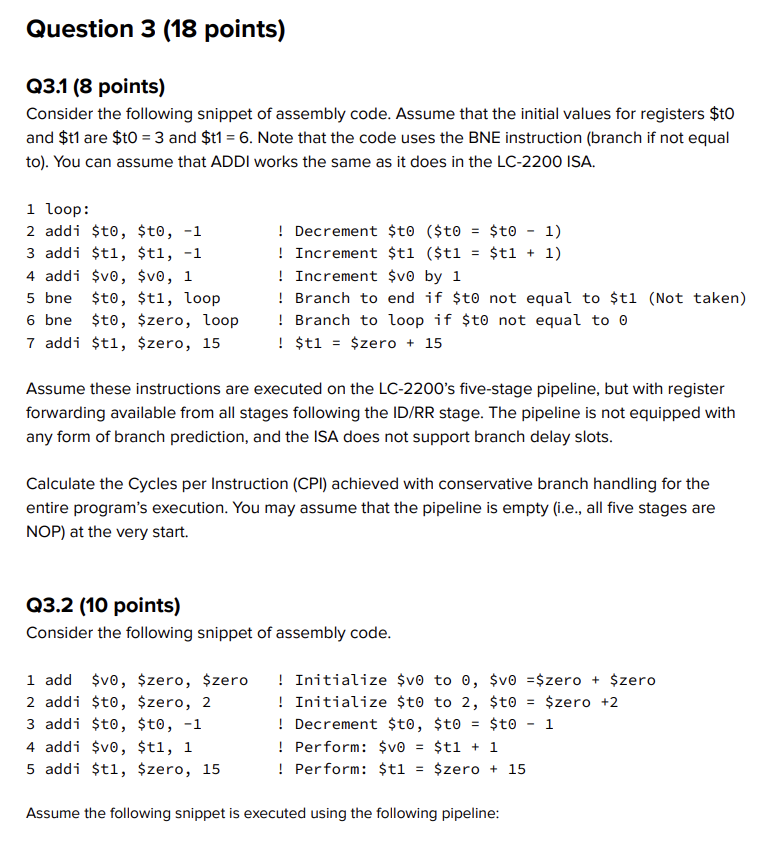 Question 3 (18 points)
Q3.1 (8 points)
Consider the following snippet of assembly code. Assume that the initial values for registers $t0
and $t1 are $t0 = 3 and $t1 = 6. Note that the code uses the BNE instruction (branch if not equal
to). You can assume that ADDI works the same as it does in the LC-2200 ISA.
1 loop:
2 addi $t0, $t0, -1 ! Decrement $t0 ($t0 = $t0 - 1)
3 addi $t1, $t1, -1 ! Increment $t1 ($t1 = $t1 + 1)
4 addi $v0, $v0, 1 ! Increment $v0 by 1
5 bne $t0, $t1, loop ! Branch to end if $t0 not equal to $t1 (Not taken)
6 bne $t0, $zero, loop ! Branch to loop if $t0 not equal to 0
7 addi $t1, $zero, 15 ! $t1 = $zero + 15
Assume these instructions are executed on the LC-2200's five-stage pipeline, but with register
forwarding available from all stages following the ID/RR stage. The pipeline is not equipped with
any form of branch prediction, and the ISA does not support branch delay slots.
Calculate the Cycles per Instruction (CPI) achieved with conservative branch handling for the
entire program's execution. You may assume that the pipeline is empty (i.e., all five stages are
NOP) at the very start.
Q3.2 (10 points)
Consider the following snippet of assembly code.
1 add $v0, $zero, $zero ! Initialize $v0 to 0, $v0 =$zero + $zero
2 addi $t0, $zero, 2 ! Initialize $t0 to 2, $t0 = $zero +2
3 addi $t0, $t0, -1 ! Decrement $t0, $t0 = $t0 - 1
4 addi $v0, $t1, 1 ! Perform: $v0 = $t1 + 1
5 addi $t1, $zero, 15 ! Perform: $t1 = $zero + 15
Assume the following snippet is executed using the following pipeline: